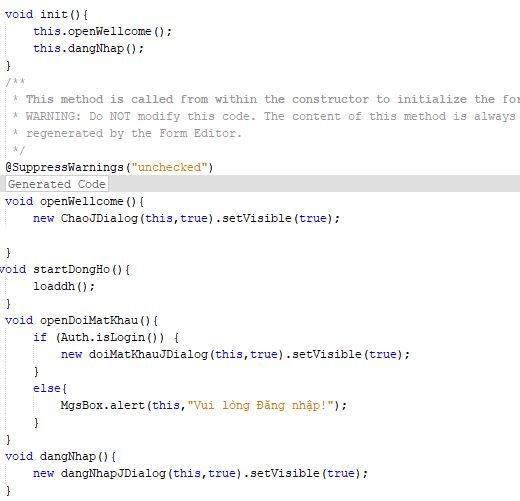 void init(){
this.openWellcome();
this.dangNhap();
}
/**
* This method is called from within the constructor to initialize the for
* WARNING: Do NOT modify this code. The content of this method is always
* regenerated by the Form Editor.
*/
@SuppressWarnings("unchecked")
Generated Code
void openWellcome(){
new ChaoJDialog(this,true).setVisible(true);
}
void startDongHo(){
loaddh();
}
void openDoiMatKhau(){
if (Auth.isLogin()) {
new doiMatKhauJDialog(this,true).setVisible(true);
}
else{
MgsBox.alert(this,"Vui lòng Đăng nhập!");
}
}
void dangNhap(){
new dangNhapJDialog(this,true).setVisible(true);
}